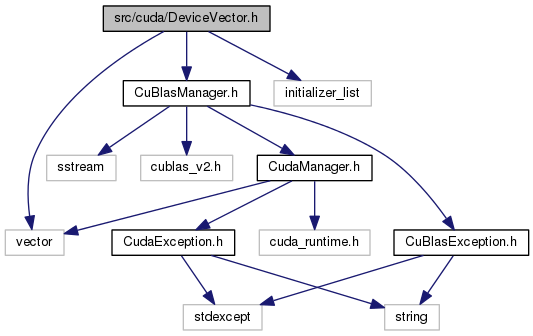 src/cuda/DeviceVector.h
CuBlasManager.h
initializer_list
sstream
cublas_v2.h
CudaManager.h
vector
CudaException.h
cuda_runtime.h
CuBlasException.h
stdexcept
string